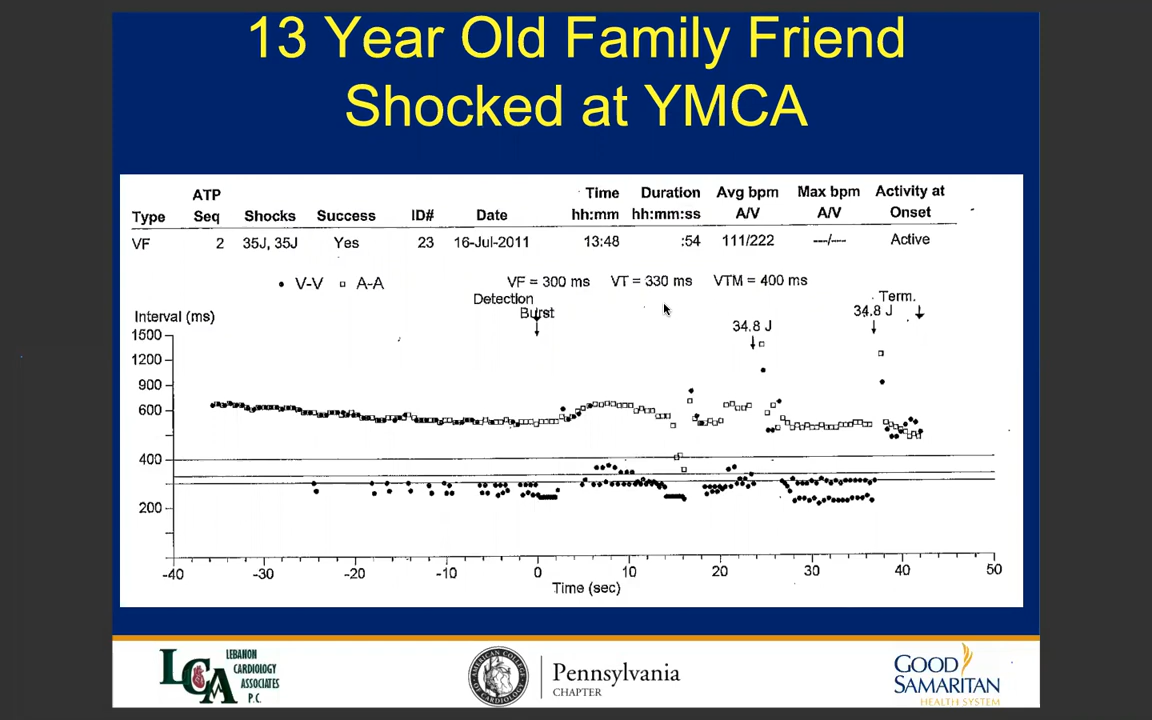 13 Year Old Family Friend
Shocked at YMCA
ATP Time Duration Avg bpm Max bpm Activity at
Type Seq Shocks Success ID# Date hh:mm hh:mm:ss A/V A/V Onset
VF 2 35J, 35J Yes 23 16-Jul-2011 13:48 :54 111/222 ---/--- Active
V-V A-A VF = 300 ms VT = 330 ms VTM = 400 ms
Detection Term.
Burst 34.8 J
Interval (ms)
34.8 J
1500
1200
900
600
400
200
-40 -30 -20 -10 0 10 20 30 40 50
Time (sec)
LCA LEBANON CARDIOLOGY ASSOCIATES P.C.
Pennsylvania
CHAPTER
GOOD
SAMARITAN
HEALTH SYSTEM